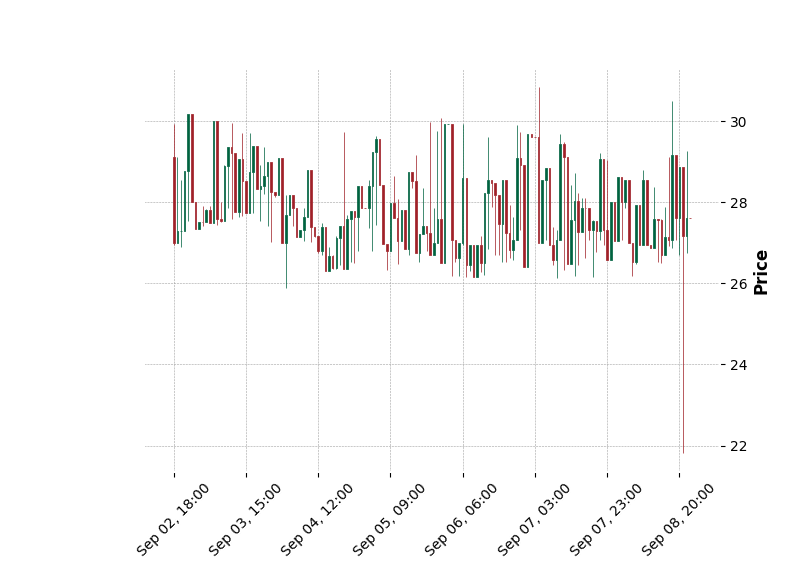 30
28
26
24
22
Price
Sep 02, 18:00
Sep 03, 15:00
Sep 04, 12:00
Sep 05, 09:00
Sep 06, 06:00
Sep 07, 03:00
Sep 07, 23:00
Sep 08, 20:00